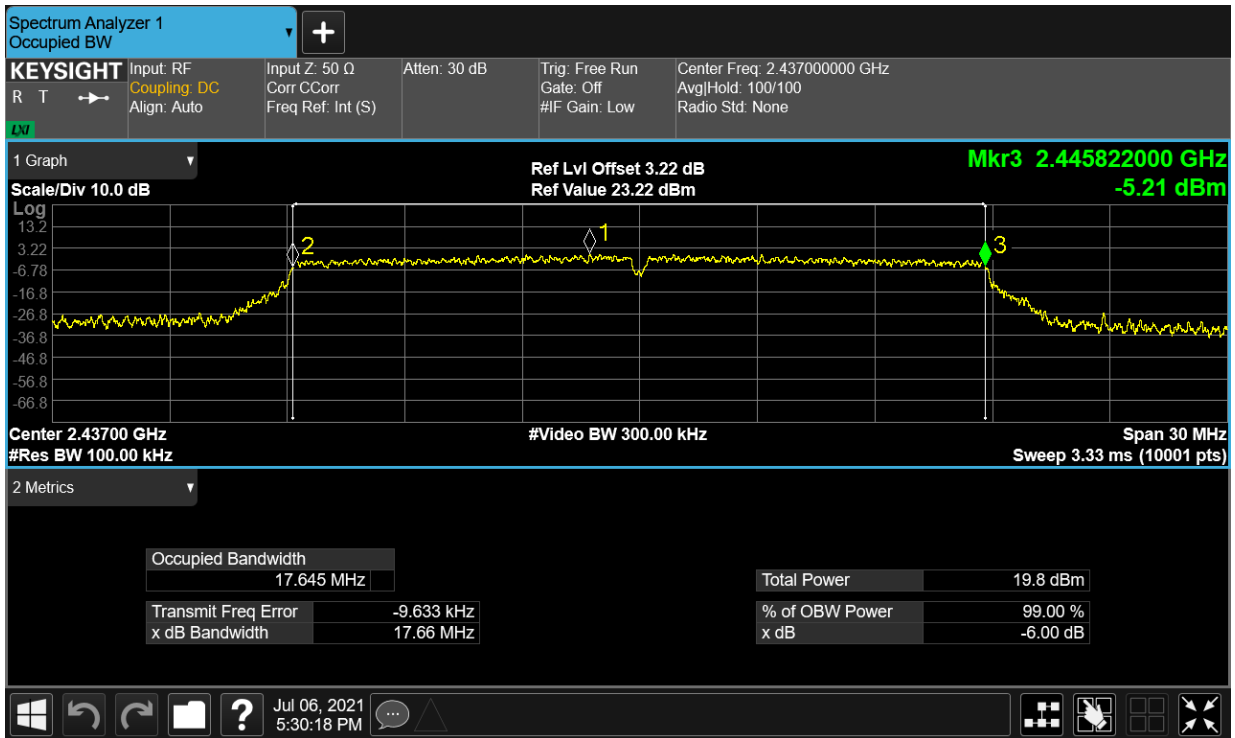 Spectrum Analyzer 1
Occupied BW
KEYSIGHT
R T
LXI
Input: RF
Coupling: DC
Align: Auto
Input Z: 50 Ω
Corr CCorr
Freq Ref: Int (S)
Atten: 30 dB
Trig: Free Run
Gate: Off
#IF Gain: Low
Center Freq: 2.437000000 GHz
Avg|Hold: 100/100
Radio Std: None
1 Graph
Scale/Div 10.0 dB
Ref Lvl Offset 3.22 dB
Ref Value 23.22 dBm
Mkr3 2.445822000 GHz
-5.21 dBm
Log
13.2
3.22
-6.78
-16.8
-26.8
-36.8
-46.8
-56.8
-66.8
2
1
3
Center 2.43700 GHz
#Video BW 300.00 kHz
Span 30 MHz
#Res BW 100.00 kHz
Sweep 3.33 ms (10001 pts)
2 Metrics
Occupied Bandwidth
17.645 MHz
Transmit Freq Error -9.633 kHz
x dB Bandwidth 17.66 MHz
Total Power 19.8 dBm
% of OBW Power 99.00 %
x dB -6.00 dB
?
Jul 06, 2021
5:30:18 PM